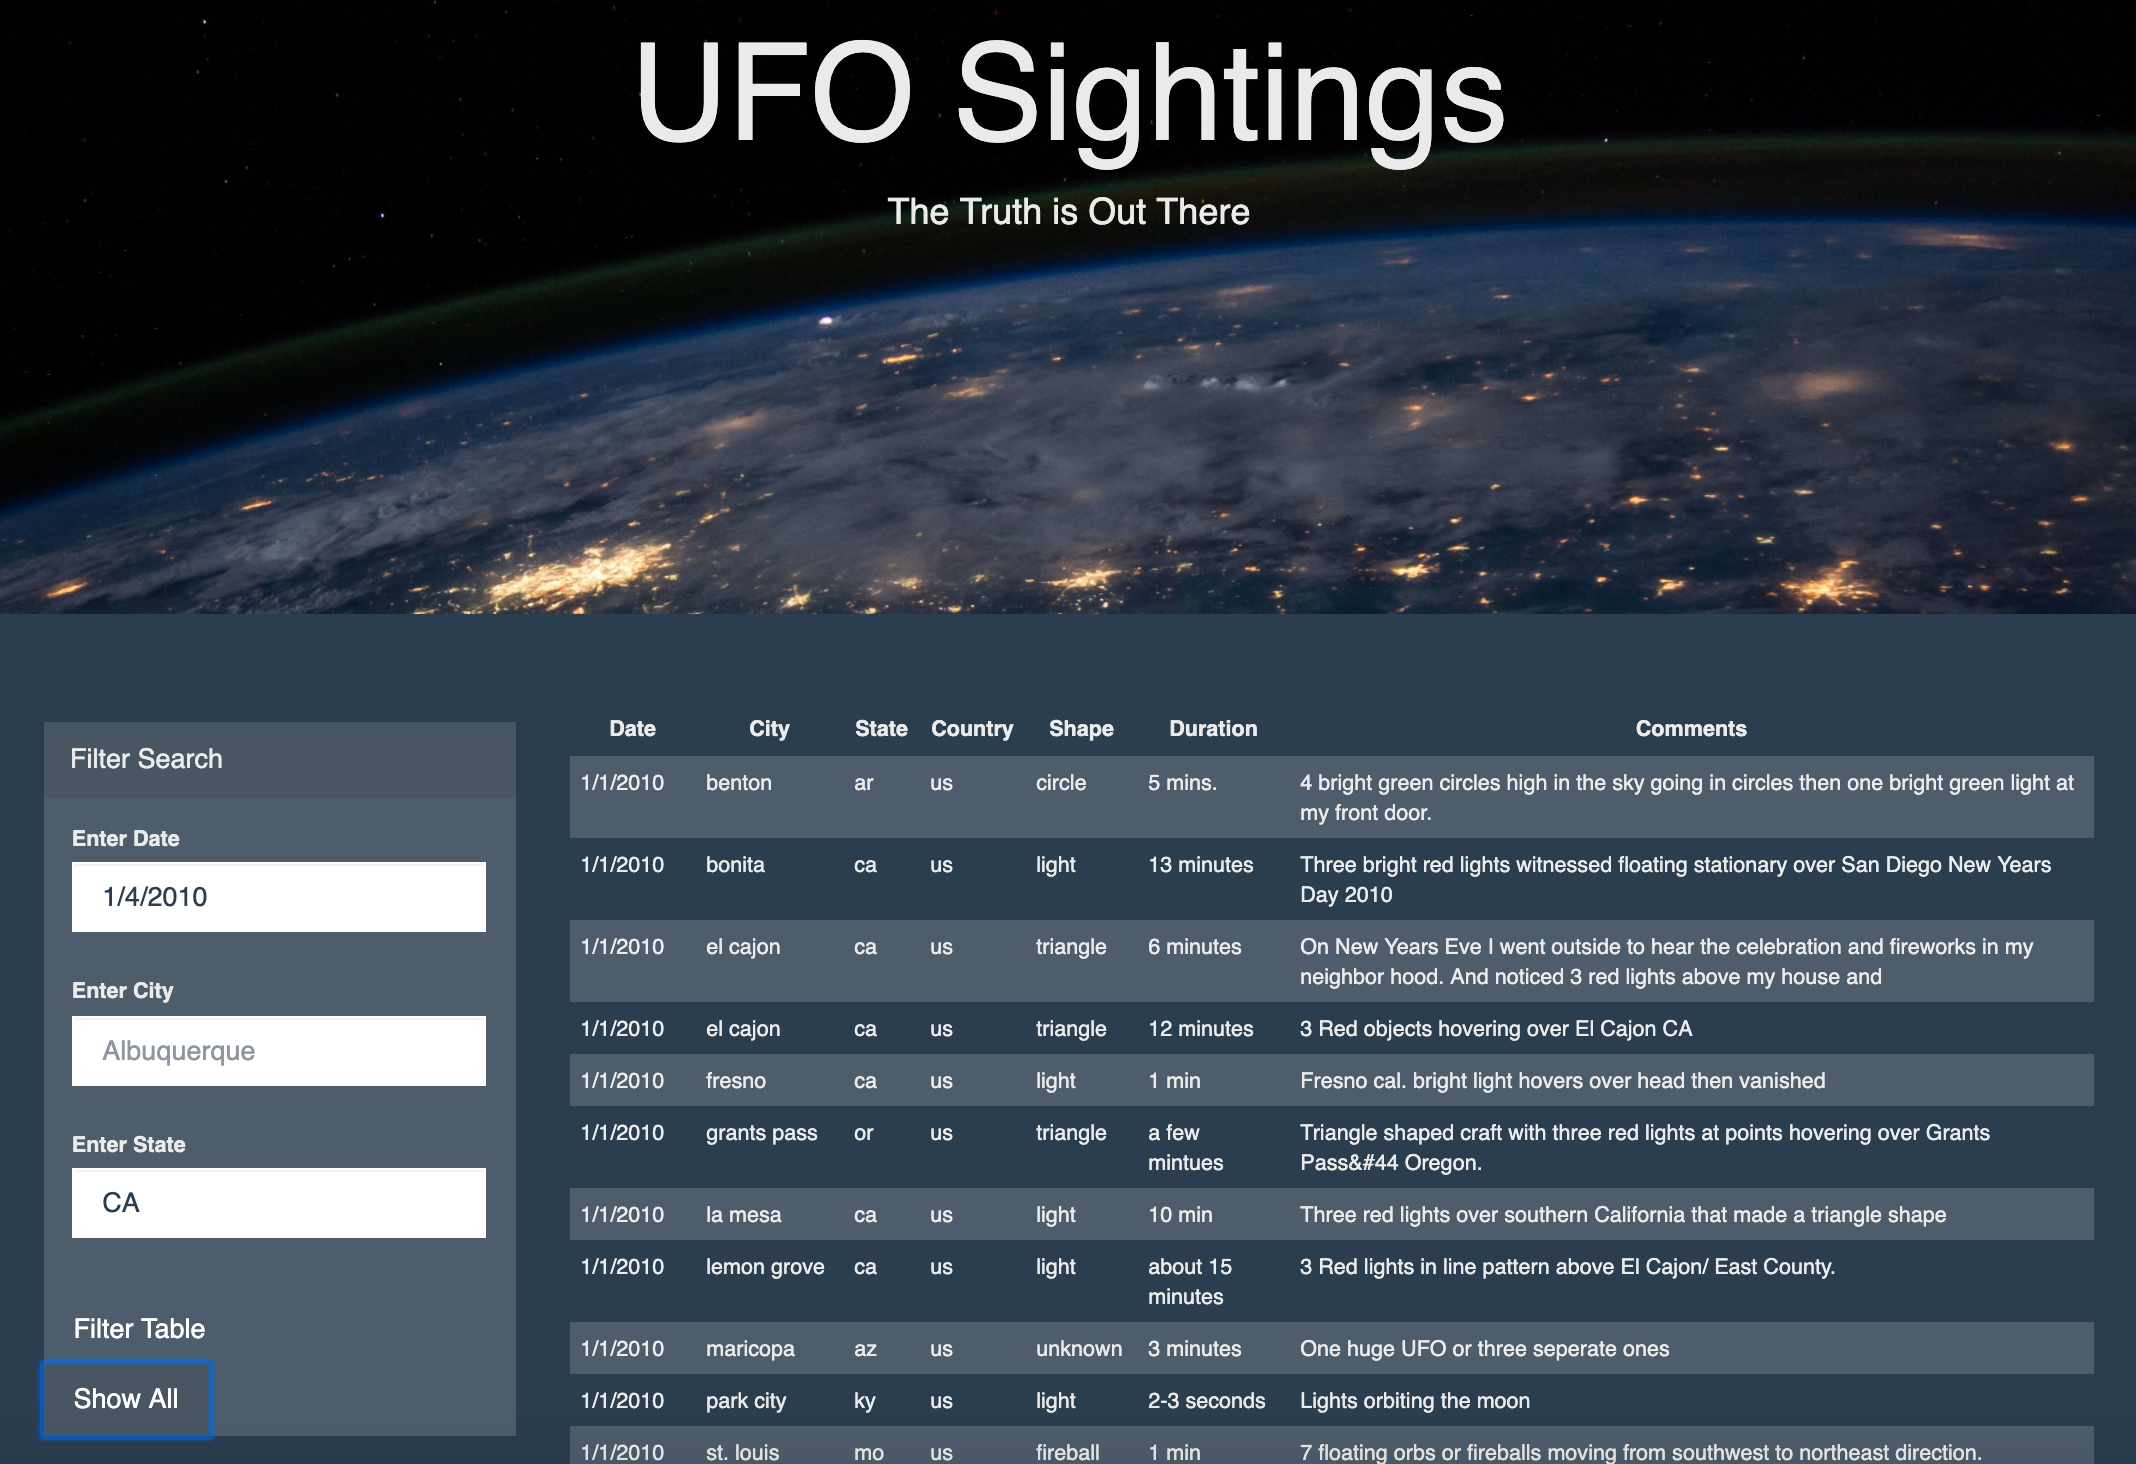 UFO Sightings
The Truth is Out There
Filter Search
Enter Date
1/4/2010
Enter City
Albuquerque
Enter State
CA
Filter Table
Show All
Date City State Country Shape Duration Comments
1/1/2010 benton ar us circle 5 mins. 4 bright green circles high in the sky going in circles then one bright green light at
my front door.
1/1/2010 bonita ca us light 13 minutes Three bright red lights witnessed floating stationary over San Diego New Years
Day 2010
1/1/2010 el cajon ca us triangle 6 minutes On New Years Eve I went outside to hear the celebration and fireworks in my
neighbor hood. And noticed 3 red lights above my house and
1/1/2010 el cajon ca us triangle 12 minutes 3 Red objects hovering over El Cajon CA
1/1/2010 fresno ca us light 1 min Fresno cal. bright light hovers over head then vanished
1/1/2010 grants pass or us triangle a few Triangle shaped craft with three red lights at points hovering over Grants
mintues Pass&#44 Oregon.
1/1/2010 la mesa ca us light 10 min Three red lights over southern California that made a triangle shape
1/1/2010 lemon grove ca us light about 15 3 Red lights in line pattern above El Cajon/ East County.
minutes
1/1/2010 maricopa az us unknown 3 minutes One huge UFO or three seperate ones
1/1/2010 park city ky us light 2-3 seconds Lights orbiting the moon
1/1/2010 st. louis mo us fireball 1 min 7 floating orbs or fireballs moving from southwest to northeast direction.